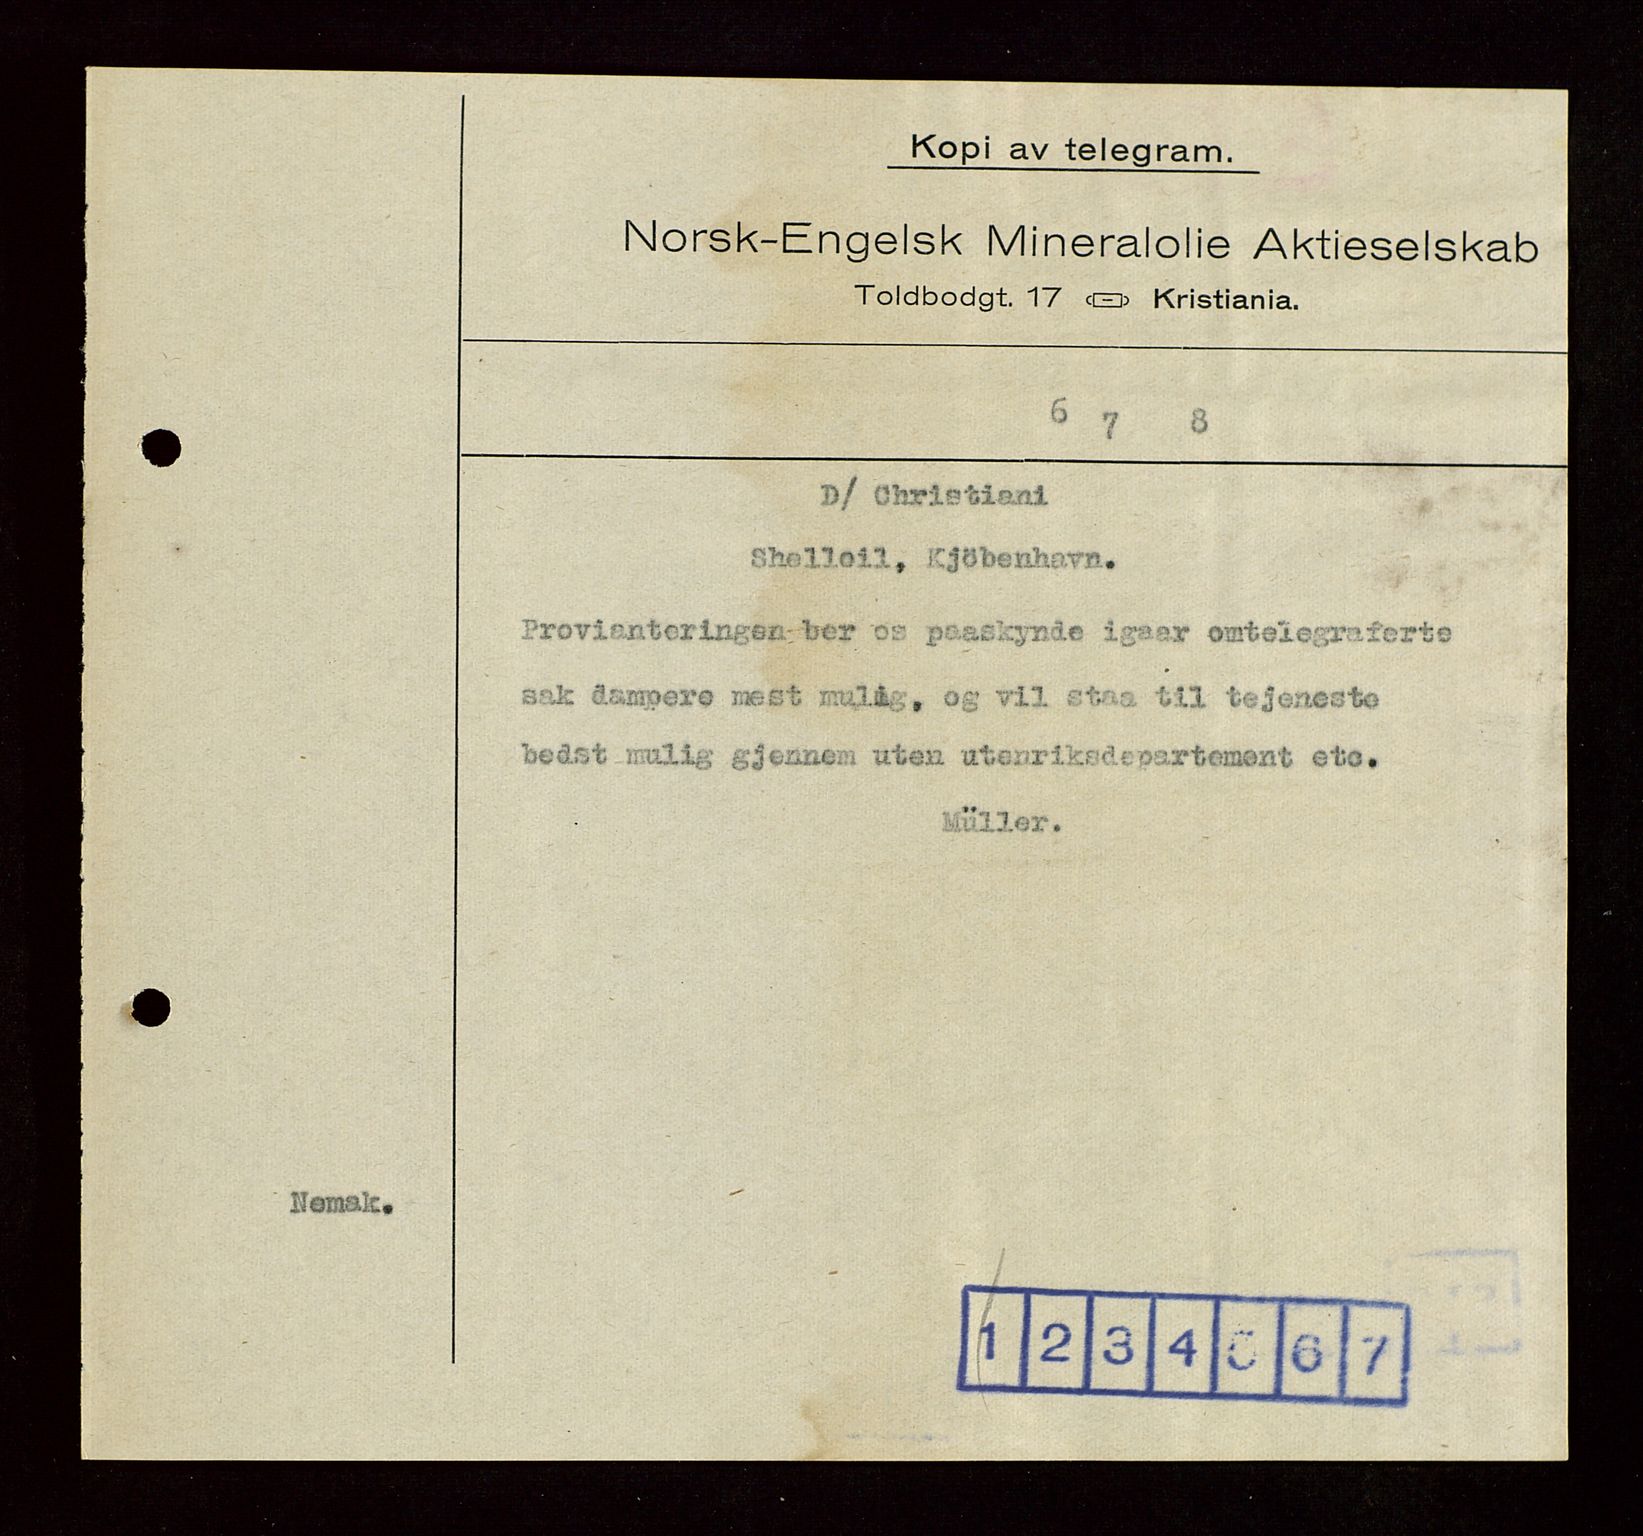 Kopi av telegram.
Norsk-Engelsk Mineralolie Aktieselskab
Toldbodgt. 17 Kristiania.
6 7 8
D/ Christiani
Shelloil, Kjöbenhavn.
Provianteringen ber os paaskynde igaar omtelegraferte
sak dampere mest mulig, og vil staa til tejeneste
bedst mulig gjennem uten utenriksdepartement etc.
Müller.
Nemak.
1 2 3 4 5 6 7